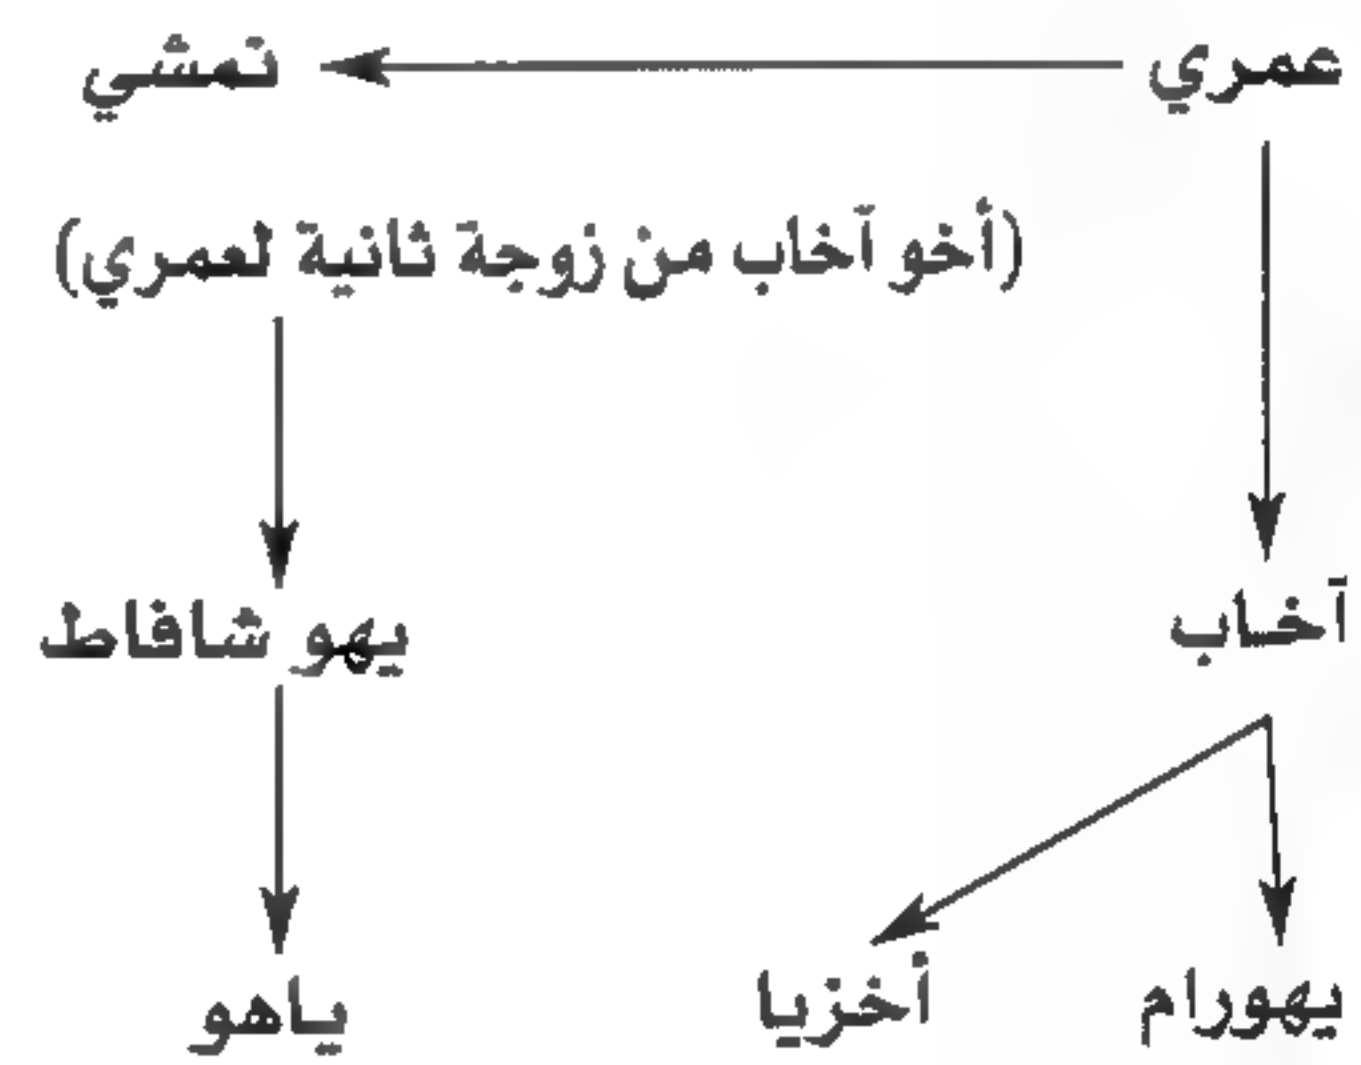 عمري نمشي
(أخو آخاب من زوجة ثانية لعمري)
آخاب يهو شافاط
يهورام أخزيا ياهو